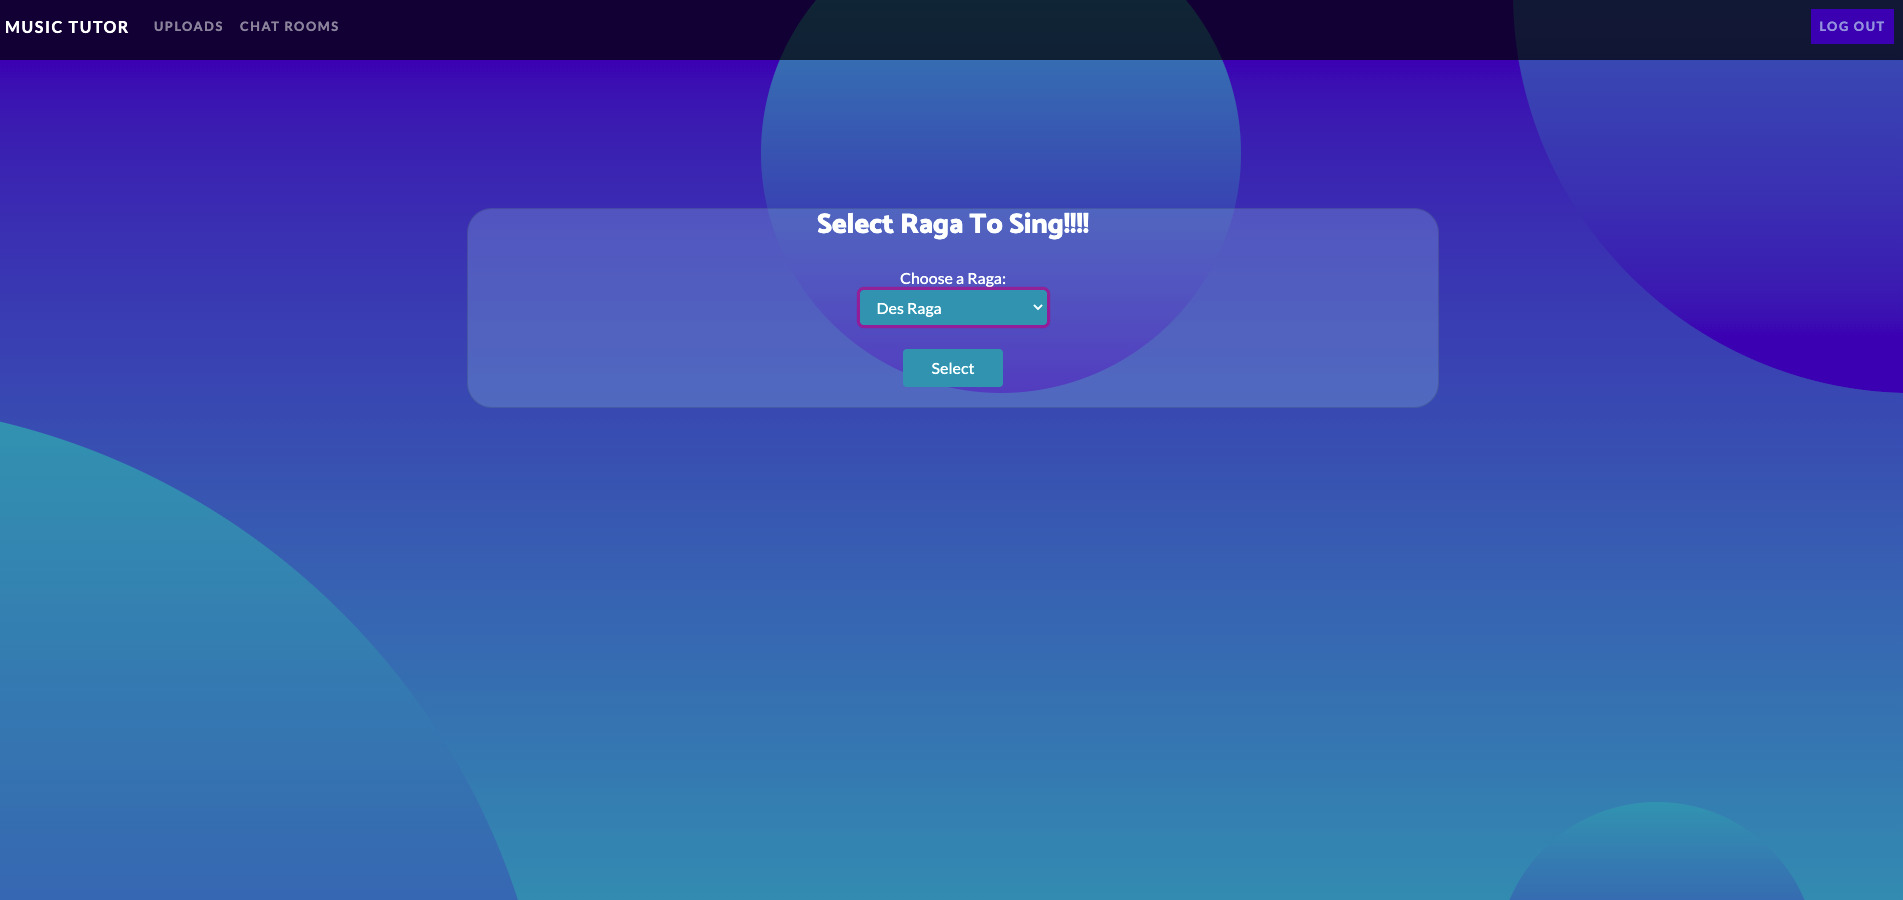 MUSIC TUTOR UPLOADS CHAT ROOMS LOG OUT
Select Raga To Sing!!!!
Choose a Raga:
Des Raga
Select